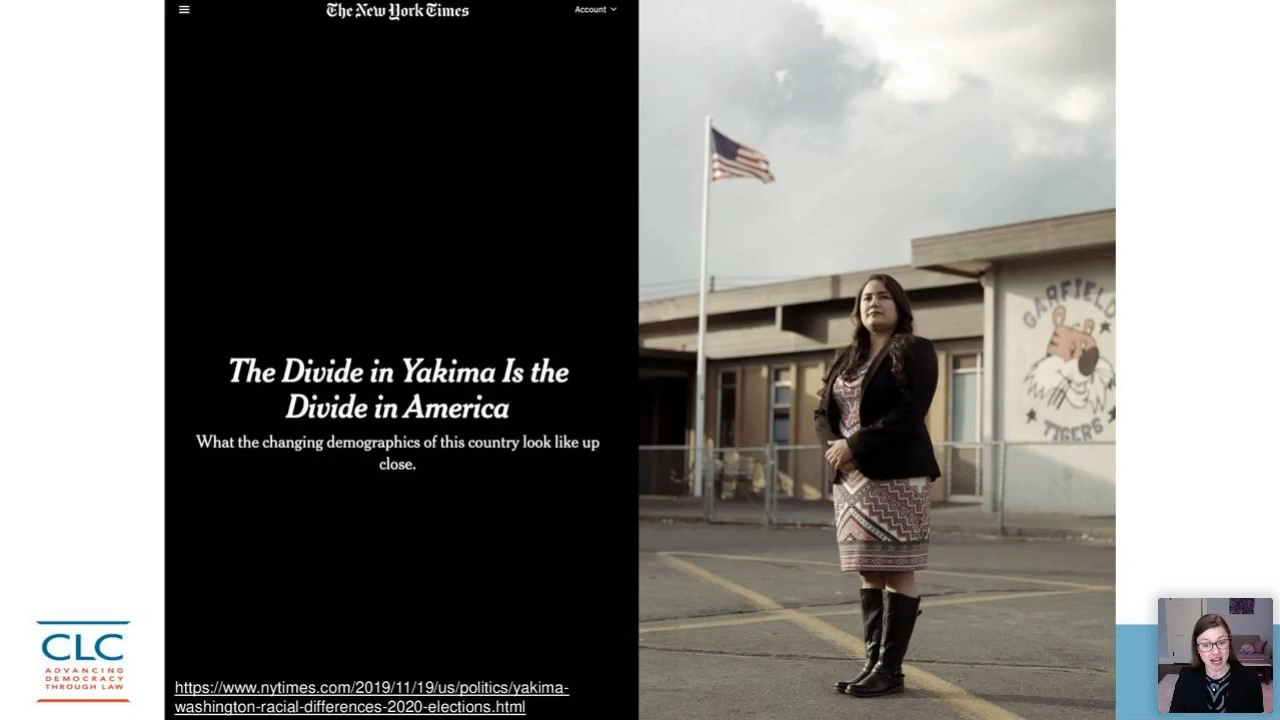 The New York Times
Account
The Divide in Yakima Is the
Divide in America
What the changing demographics of this country look like up
close.
https://www.nytimes.com/2019/11/19/us/politics/yakima-
washington-racial-differences-2020-elections.html
GARFIELD
TIGERS
CLC
ADVANCING
DEMOCRACY
THROUGH LAW